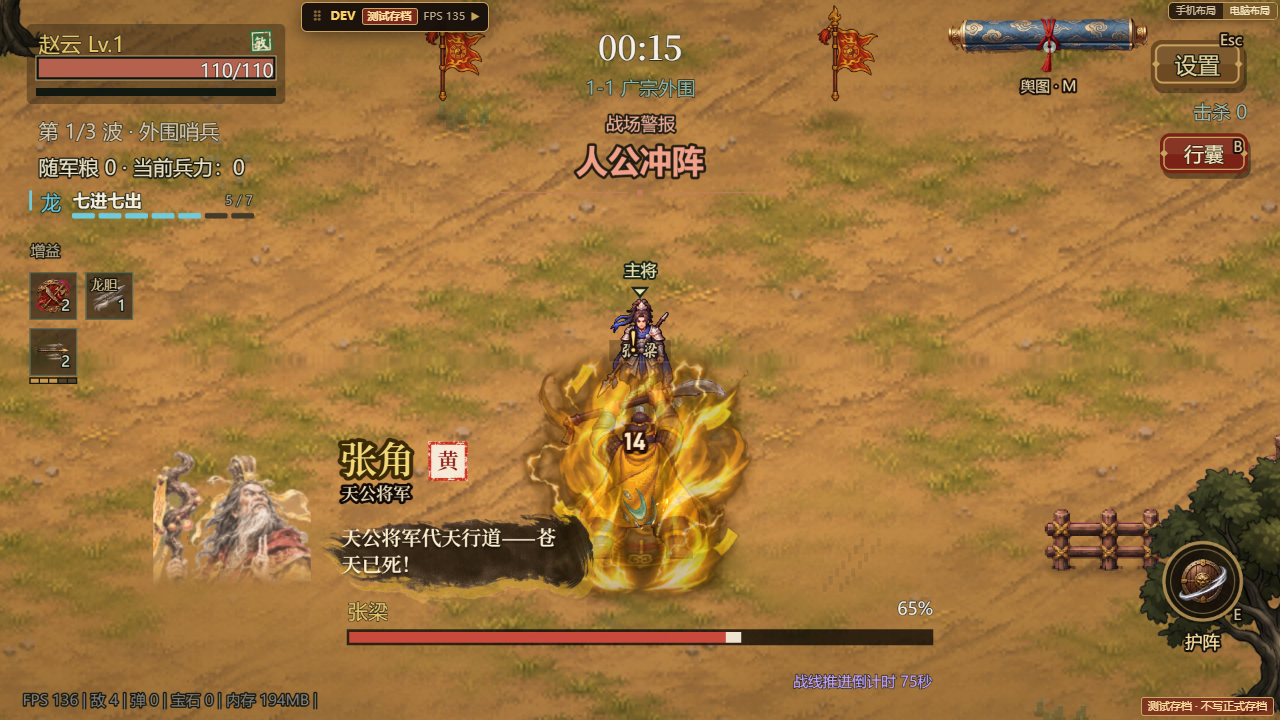 DEV 测试存档 FPS 135 ▶
手机布局 电脑布局
赵云 Lv.1
110/110
00:15
1-1 广宗外围
战场警报
人公冲阵
舆图·M
Esc
设置
击杀 0
行囊 B
第 1/3 波·外围哨兵
随军粮 0·当前兵力：0
龙 七进七出 5/7
增益
2
龙胆
1
2
主将
张梁
14
张角 黄
天公将军
天公将军代天行道——苍
天已死！
张梁 65%
战线推进倒计时 75秒
E
护阵
FPS 136 | 敌 4 | 弹 0 | 宝石 0 | 内存 194MB |
测试存档 · 不写正式存档